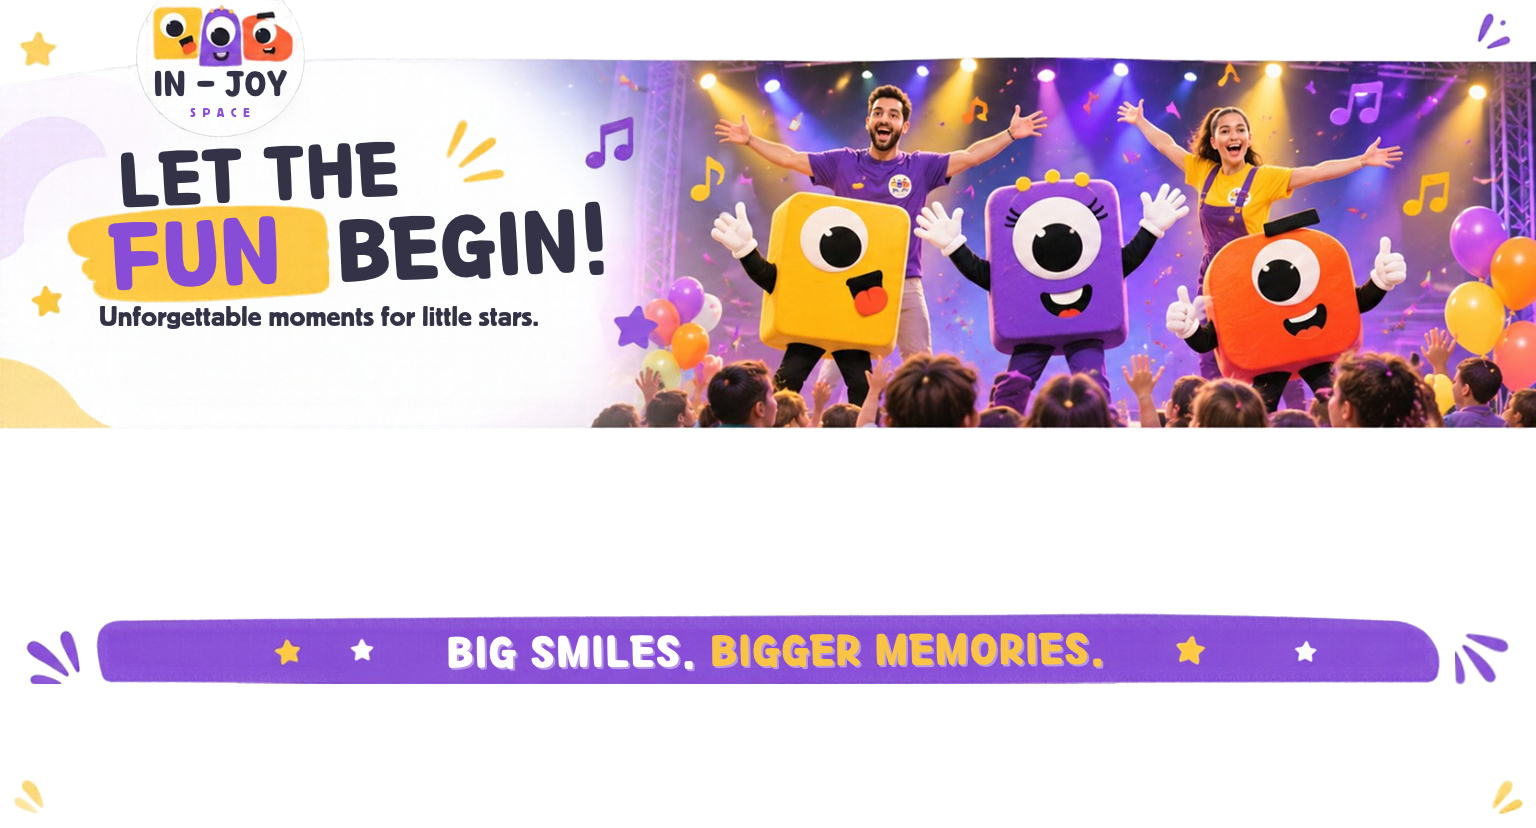 IN - JOY
SPACE
LET THE
FUN BEGIN!
Unforgettable moments for little stars.
BIG SMILES. BIGGER MEMORIES.